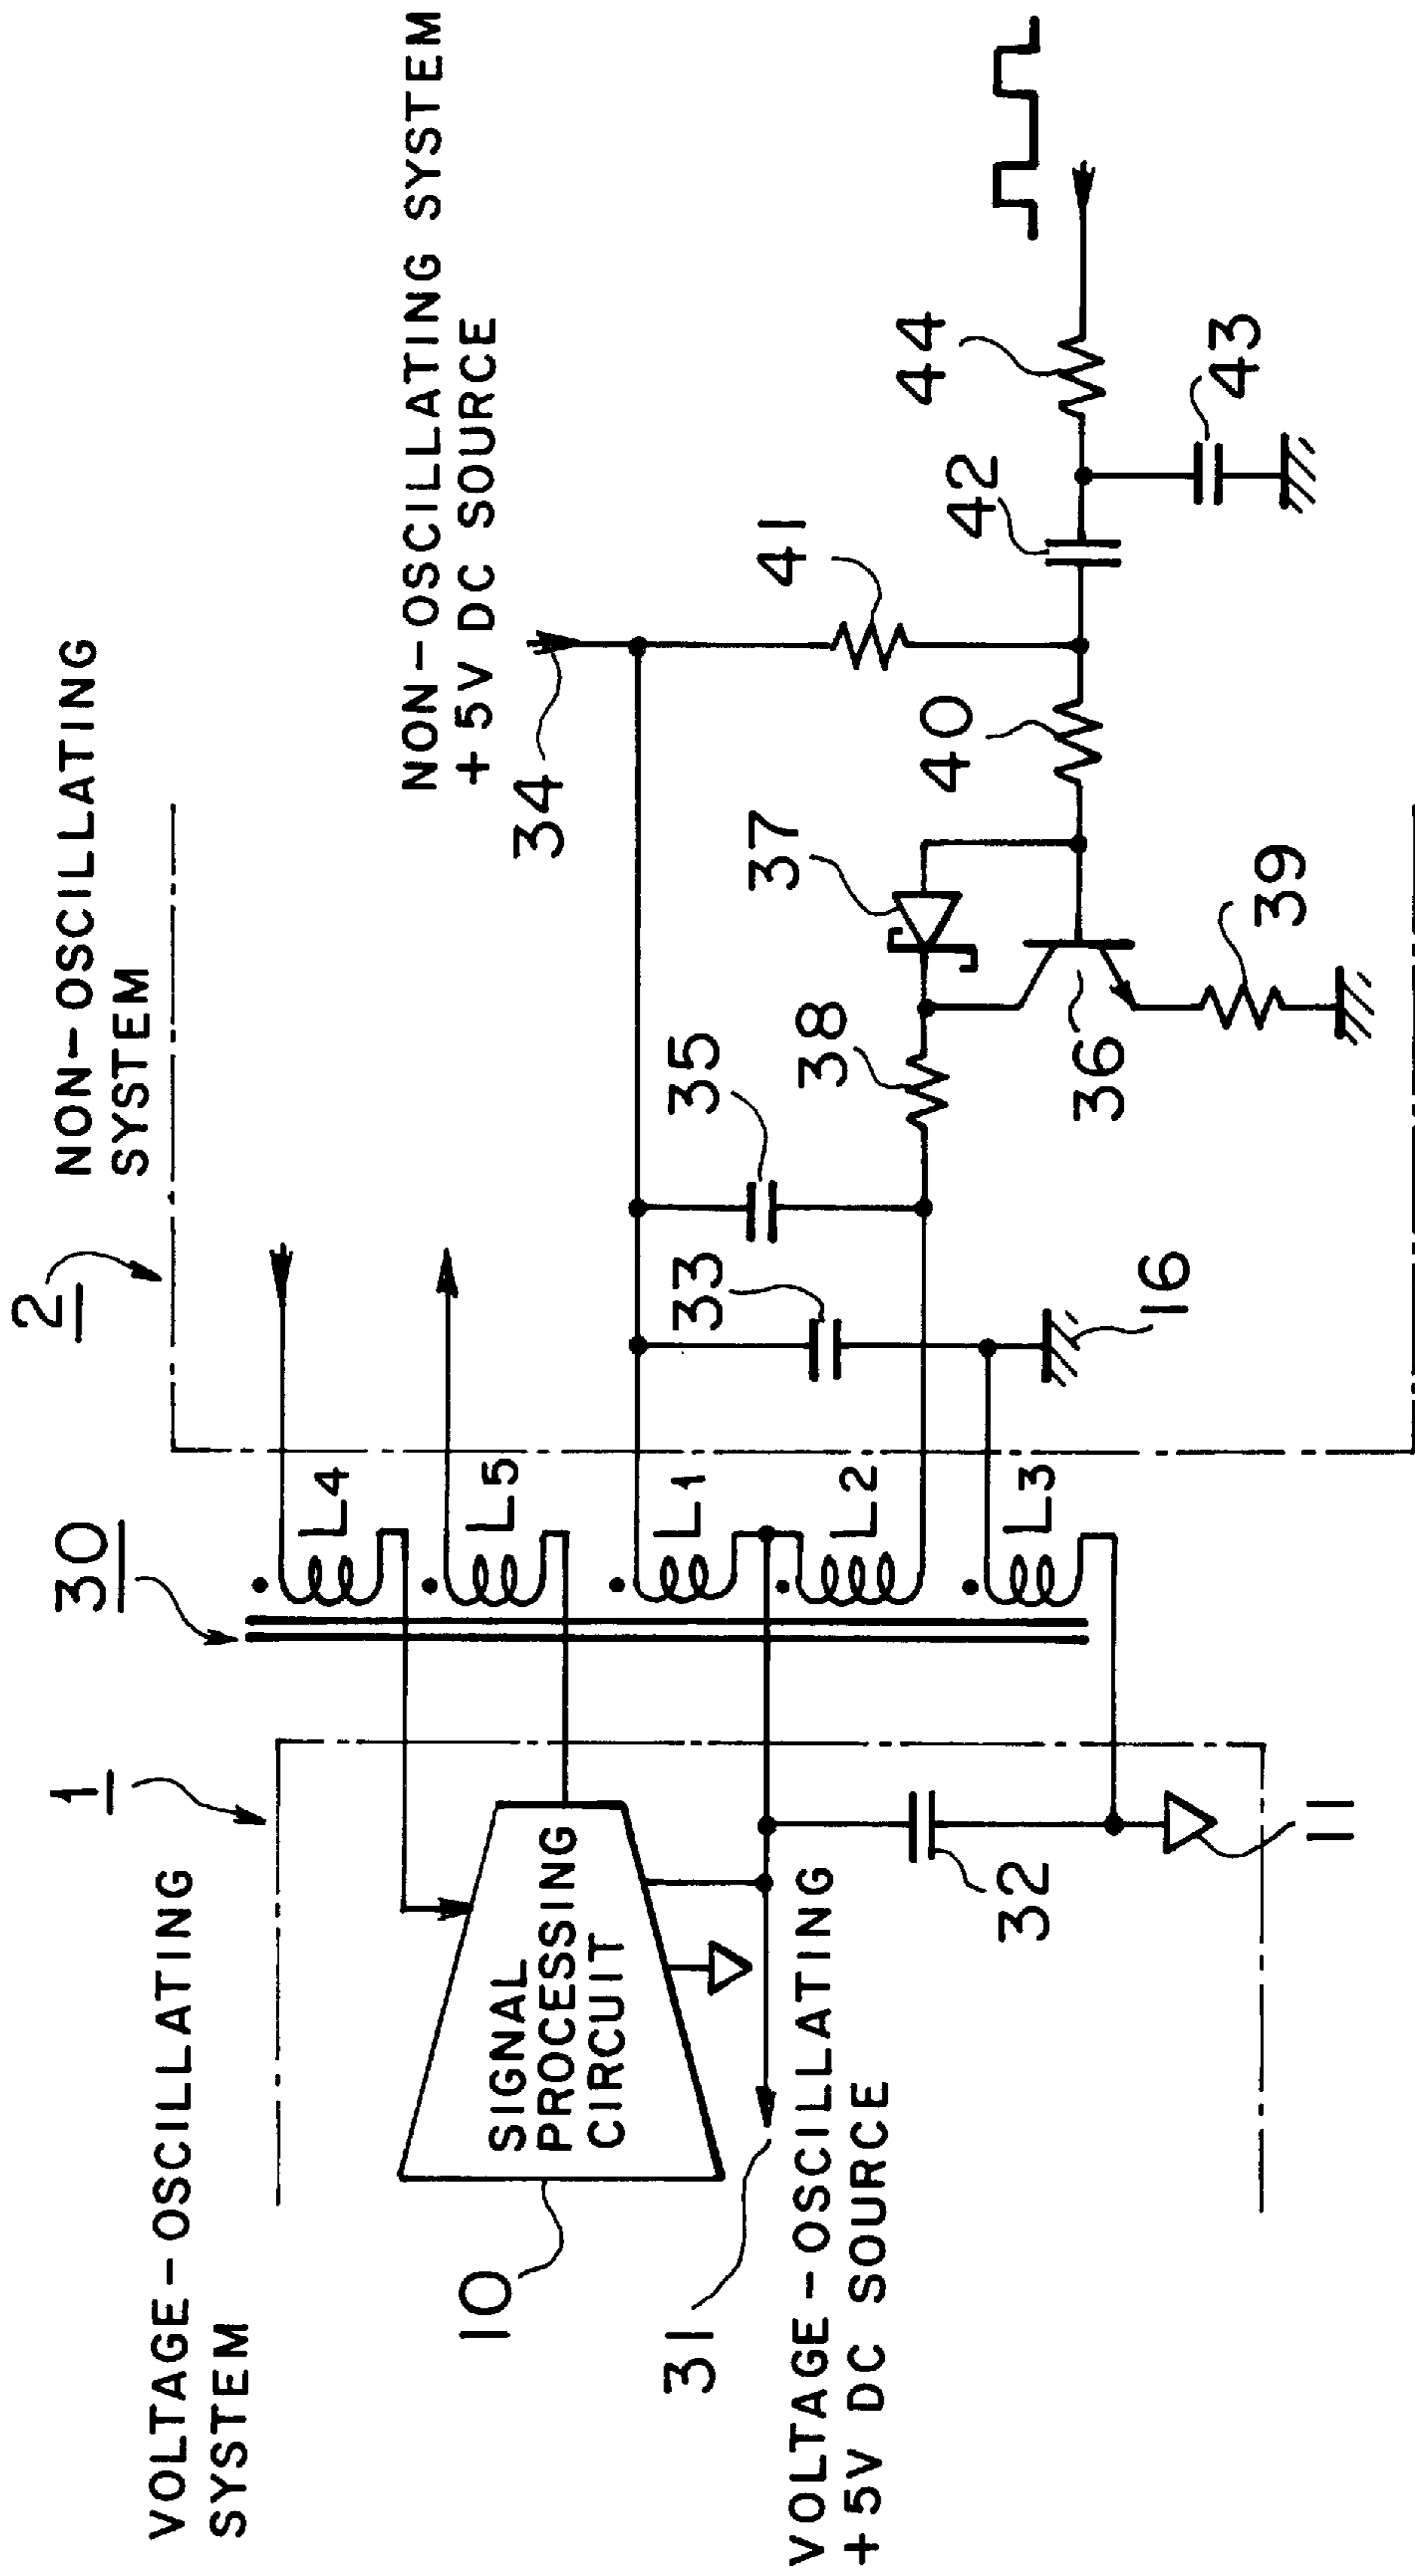 2
NON-OSCILLATING
SYSTEM
NON-OSCILLATING SYSTEM
+5V DC SOURCE
34
41
44
42
43
37
40
35
38
36
39
33
16
30
L4
L5
L1
L2
L3
1
VOLTAGE-OSCILLATING
SYSTEM
SIGNAL
PROCESSING
CIRCUIT
10
31
VOLTAGE-OSCILLATING
+5V DC SOURCE
32
11